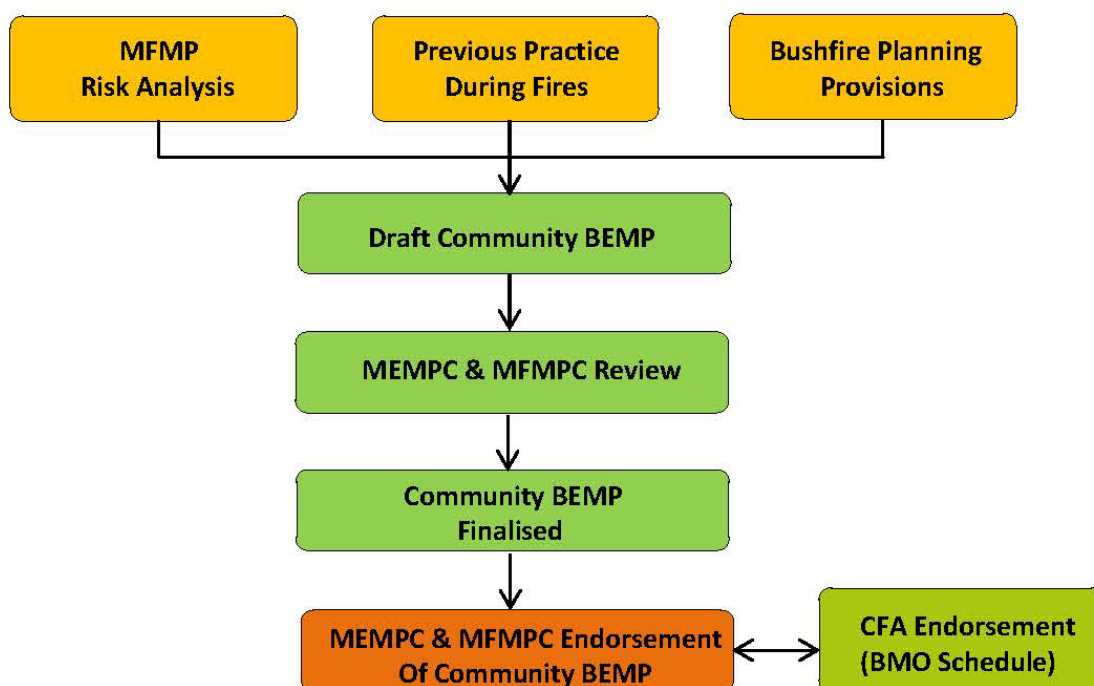 MFMP
Risk Analysis
Previous Practice
During Fires
Bushfire Planning
Provisions
Draft Community BEMP
MEMPC & MFMPC Review
Community BEMP
Finalised
MEMPC & MFMPC Endorsement
Of Community BEMP
CFA Endorsement
(BMO Schedule)